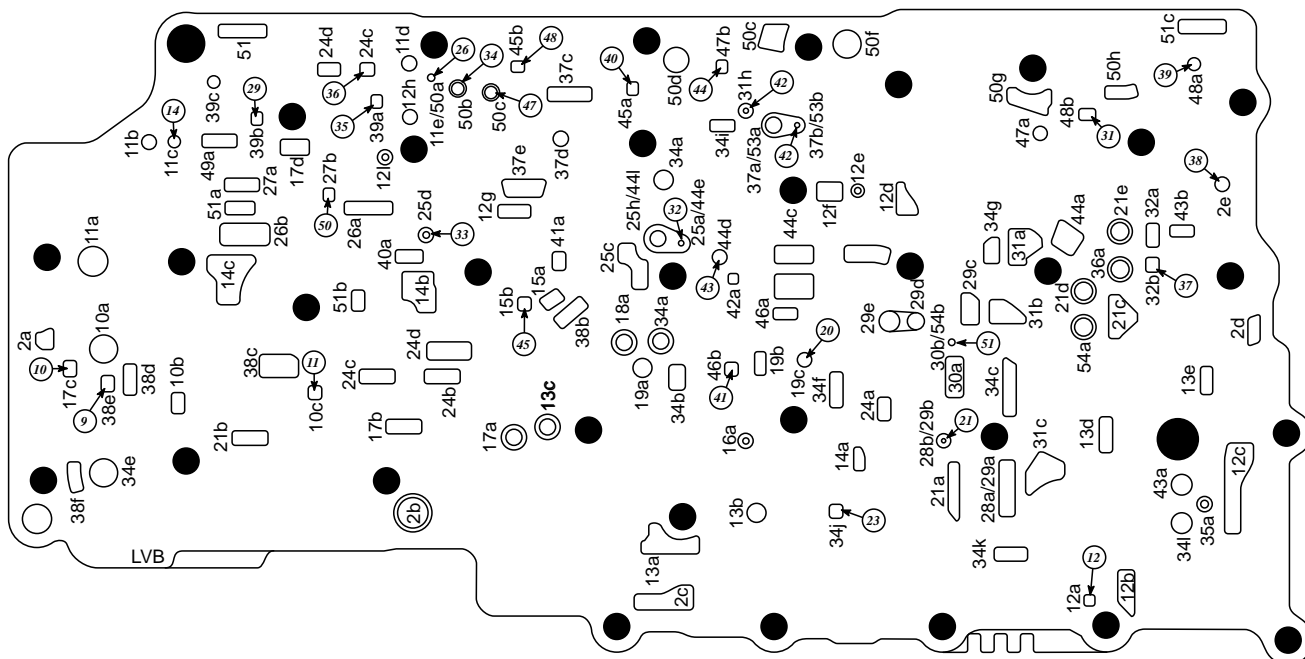 51
24d
24c
11d
26
34
45b
48
37c
40
50d
44
47b
50c
50f
51c
36
39c
29
35
39a
12h
11e/50a
50b
50c
47
45a
31h
42
50g
50h
39
48a
14
11b
11c
49a
39b
17d
27b
12l
37e
37d
34a
34i
37a/53a
42
37b/53b
47a
48b
31
38
27a
51a
50
26a
25d
12g
25h/44l
32
25a/44e
12f
12e
12d
2e
11a
26b
33
41a
44d
44c
34g
31a
44a
21e
32a
43b
14c
40a
14b
25c
43
42a
36a
32b
37
51b
15b
15a
38b
18a
34a
46a
29e
29d
29c
31b
21d
21c
2d
2a
10a
45
20
30b/54b
51
54a
10
17c
38e
38d
10b
38c
11
10c
24c
24d
24b
19a
34b
46b
41
19b
19c
34f
24a
30a
34c
13e
9
21b
17b
17a
13c
16a
14a
21
28b/29b
31c
13d
12c
38f
34e
2b
13b
34j
23
21a
28a/29a
43a
34l
35a
LVB
13a
34k
12
2c
12a
12b